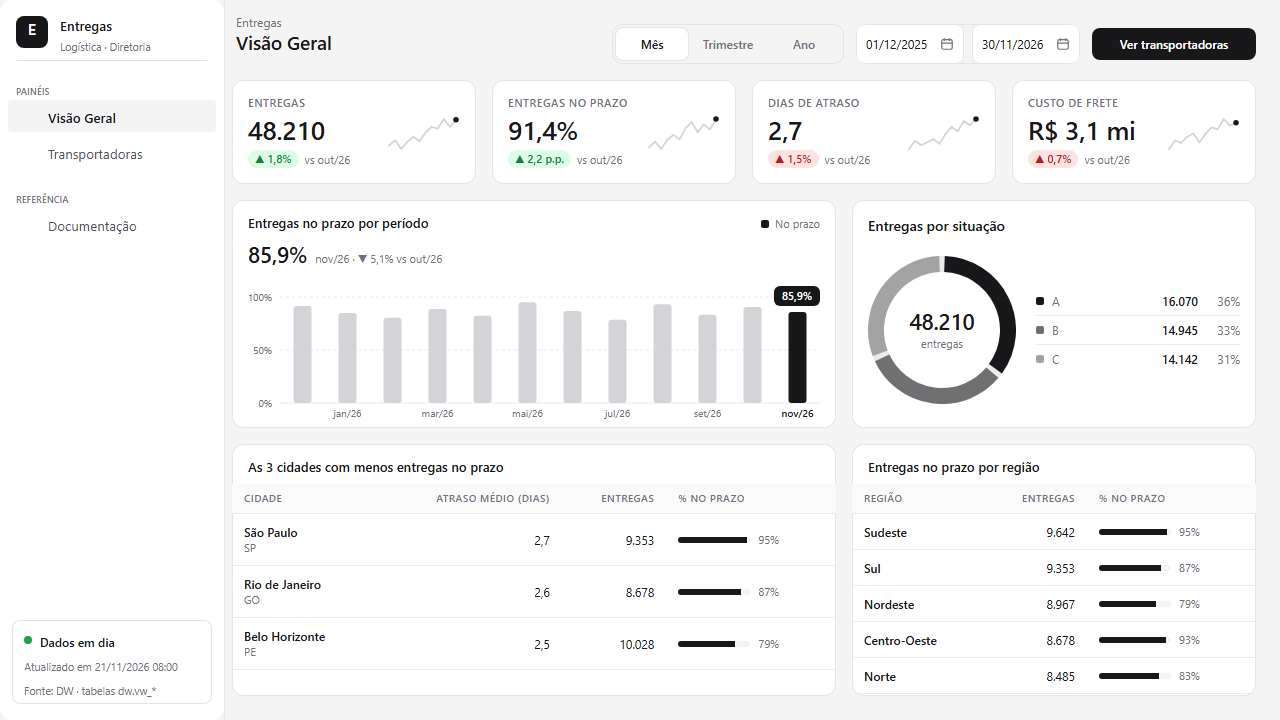 E
Entregas
Logística · Diretoria
PAINÉIS
Visão Geral
Transportadoras
REFERÊNCIA
Documentação
Dados em dia
Atualizado em 21/11/2026 08:00
Fonte: DW · tabelas dw.vw_*
Entregas
Visão Geral
Mês Trimestre Ano
01/12/2025
30/11/2026
Ver transportadoras
ENTREGAS
48.210
▲ 1,8% vs out/26
ENTREGAS NO PRAZO
91,4%
▲ 2,2 p.p. vs out/26
DIAS DE ATRASO
2,7
▲ 1,5% vs out/26
CUSTO DE FRETE
R$ 3,1 mi
▲ 0,7% vs out/26
Entregas no prazo por período
No prazo
85,9% nov/26 · ▼ 5,1% vs out/26
85,9%
100%
50%
0%
jan/26 mar/26 mai/26 jul/26 set/26 nov/26
Entregas por situação
48.210
entregas
A 16.070 36%
B 14.945 33%
C 14.142 31%
As 3 cidades com menos entregas no prazo
CIDADE ATRASO MÉDIO (DIAS) ENTREGAS % NO PRAZO
São Paulo
SP
2,7 9.353 95%
Rio de Janeiro
GO
2,6 8.678 87%
Belo Horizonte
PE
2,5 10.028 79%
Entregas no prazo por região
REGIÃO ENTREGAS % NO PRAZO
Sudeste 9.642 95%
Sul 9.353 87%
Nordeste 8.967 79%
Centro-Oeste 8.678 93%
Norte 8.485 83%